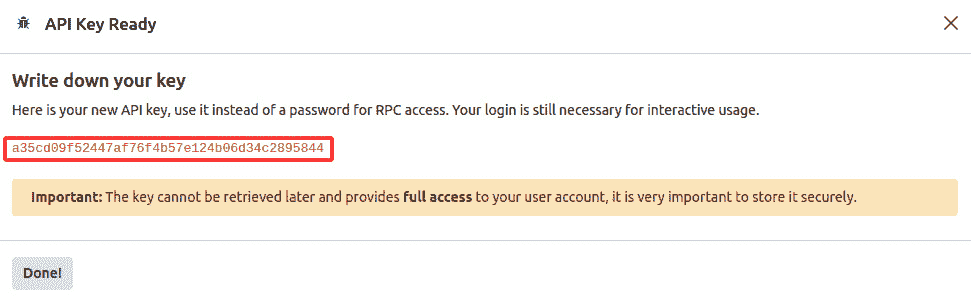 API Key Ready
Write down your key
Here is your new API key, use it instead of a password for RPC access. Your login is still necessary for interactive usage.
a35cd09f52447af76f4b57e124b06d34c2895844
Important: The key cannot be retrieved later and provides full access to your user account, it is very important to store it securely.
Done!